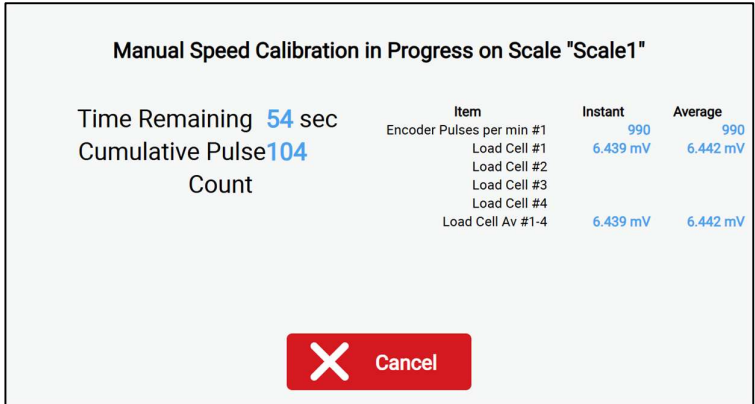 Manual Speed Calibration in Progress on Scale "Scale1"
Time Remaining 54 sec
Cumulative Pulse104
Count
Item Instant Average
Encoder Pulses per min #1 990 990
Load Cell #1 6.439 mV 6.442 mV
Load Cell #2
Load Cell #3
Load Cell #4
Load Cell Av #1-4 6.439 mV 6.442 mV
Cancel